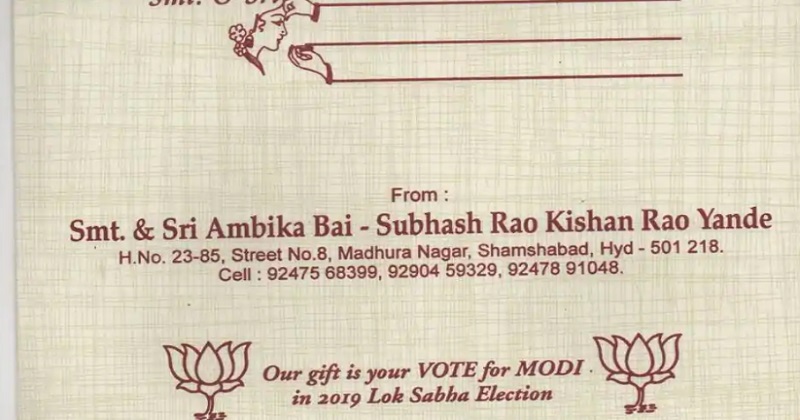 Smt. & Sri
From :
Smt. & Sri Ambika Bai - Subhash Rao Kishan Rao Yande
H.No. 23-85, Street No.8, Madhura Nagar, Shamshabad, Hyd - 501 218.
Cell : 92475 68399, 92904 59329, 92478 91048.
Our gift is your VOTE for MODI
in 2019 Lok Sabha Election